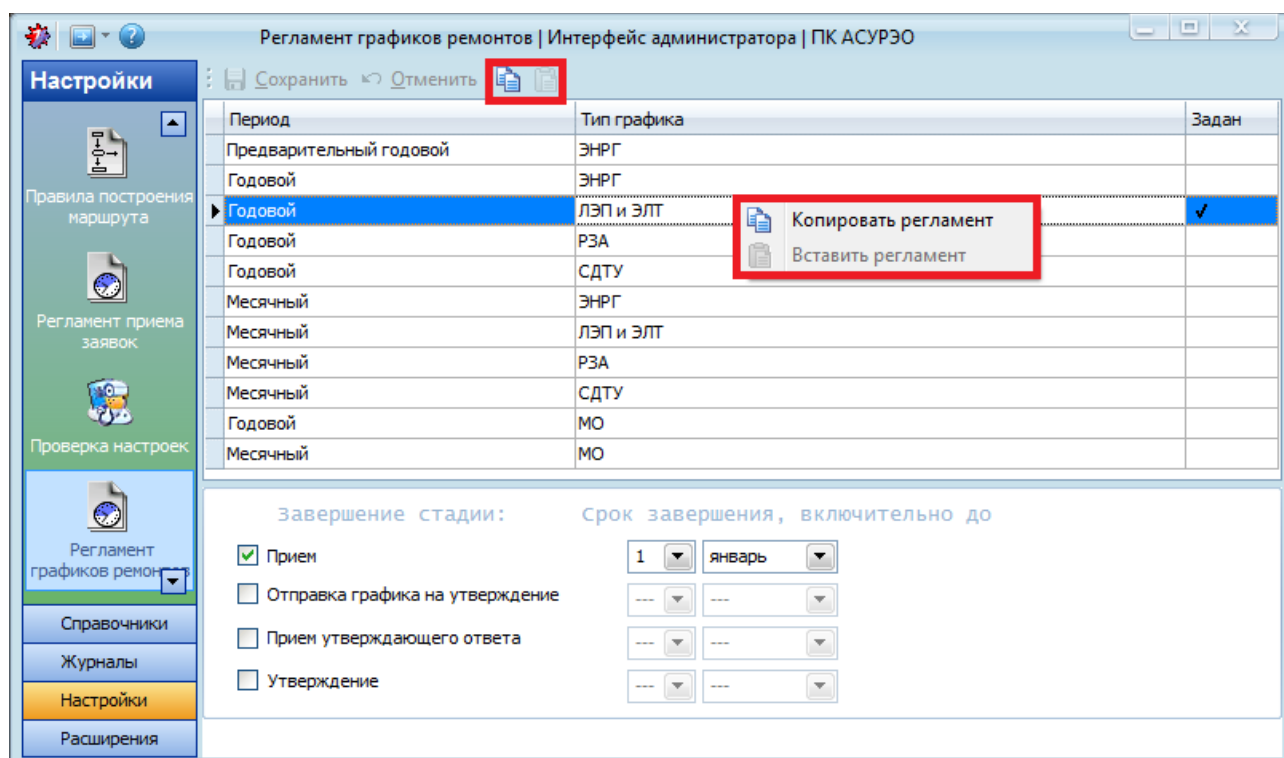 Регламент графиков ремонтов | Интерфейс администратора | ПК АСУРЭО
Настройки
Сохранить Отменить
Правила построения
маршрута
Регламент приема
заявок
Проверка настроек
Регламент
графиков ремонтов
Справочники
Журналы
Настройки
Расширения
Период Тип графика Задан
Предварительный годовой ЭНРГ
Годовой ЭНРГ
Годовой ЛЭП и ЭЛТ
Годовой РЗА
Годовой СДТУ
Месячный ЭНРГ
Месячный ЛЭП и ЭЛТ
Месячный РЗА
Месячный СДТУ
Годовой МО
Месячный МО
Копировать регламент
Вставить регламент
Завершение стадии: Срок завершения, включительно до
Прием 1 январь
Отправка графика на утверждение --- ---
Прием утверждающего ответа --- ---
Утверждение --- ---